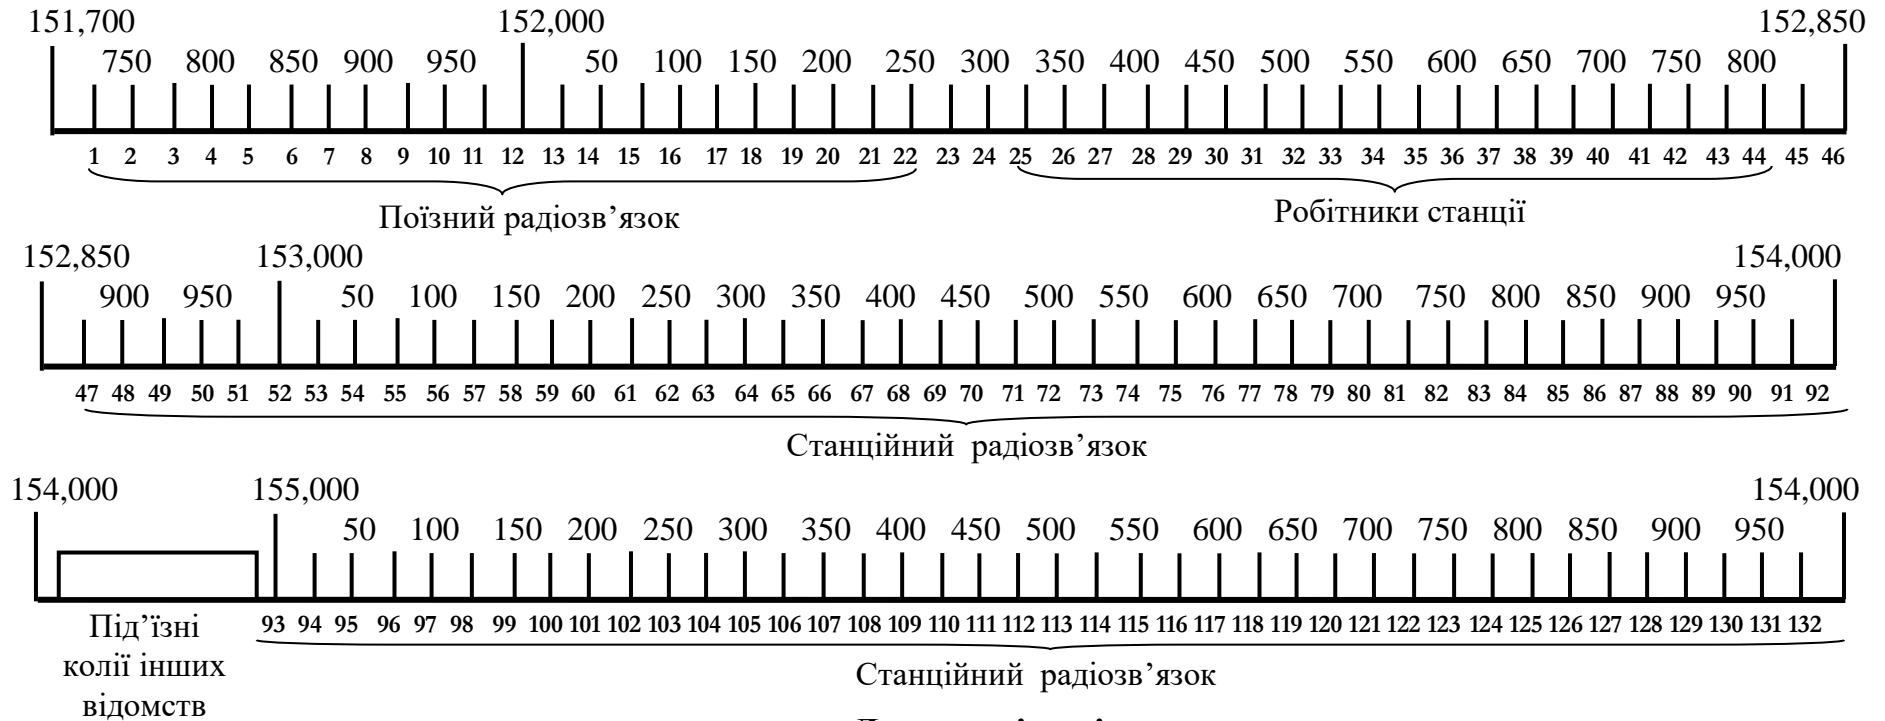 151,700 152,000 152,850
750 800 850 900 950 50 100 150 200 250 300 350 400 450 500 550 600 650 700 750 800
1 2 3 4 5 6 7 8 9 10 11 12 13 14 15 16 17 18 19 20 21 22 23 24 25 26 27 28 29 30 31 32 33 34 35 36 37 38 39 40 41 42 43 44 45 46
Поїзний радіозв’язок Робітники станції
152,850 153,000 154,000
900 950 50 100 150 200 250 300 350 400 450 500 550 600 650 700 750 800 850 900 950
47 48 49 50 51 52 53 54 55 56 57 58 59 60 61 62 63 64 65 66 67 68 69 70 71 72 73 74 75 76 77 78 79 80 81 82 83 84 85 86 87 88 89 90 91 92
Станційний радіозв’язок
154,000 155,000 154,000
50 100 150 200 250 300 350 400 450 500 550 600 650 700 750 800 850 900 950
93 94 95 96 97 98 99 100 101 102 103 104 105 106 107 108 109 110 111 112 113 114 115 116 117 118 119 120 121 122 123 124 125 126 127 128 129 130 131 132
Під’їзні
колії інших
відомств
Станційний радіозв’язок